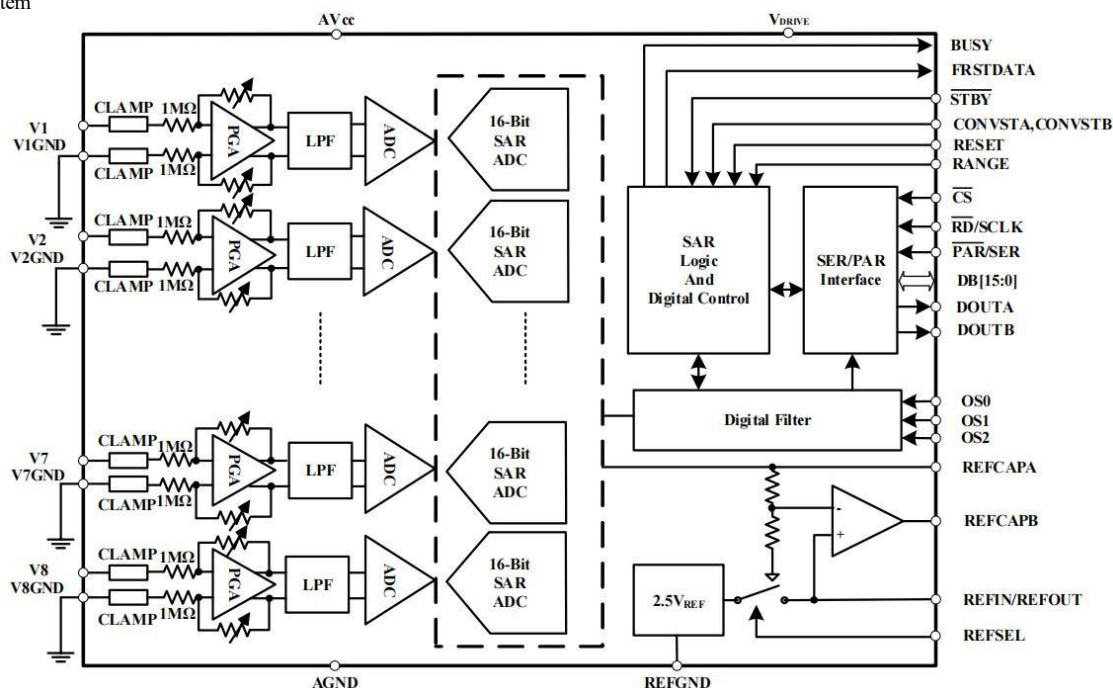 tem
AVcc
VDRIVE
BUSY
FRSTDATA
STBY
CONVSTA,CONVSTB
RESET
RANGE
CS
RD/SCLK
PAR/SER
DB[15:0]
DOUTA
DOUTB
OS0
OS1
OS2
REFCAPA
REFCAPB
REFIN/REFOUT
REFSEL
V1
V1GND
CLAMP
1MΩ
CLAMP
1MΩ
PGA
LPF
ADC
16-Bit
SAR
ADC
V2
V2GND
CLAMP
1MΩ
CLAMP
1MΩ
PGA
LPF
ADC
16-Bit
SAR
ADC
V7
V7GND
CLAMP
1MΩ
CLAMP
1MΩ
PGA
LPF
ADC
16-Bit
SAR
ADC
V8
V8GND
CLAMP
1MΩ
CLAMP
1MΩ
PGA
LPF
ADC
16-Bit
SAR
ADC
SAR
Logic
And
Digital Control
SER/PAR
Interface
Digital Filter
-
+
2.5VREF
AGND
REFGND